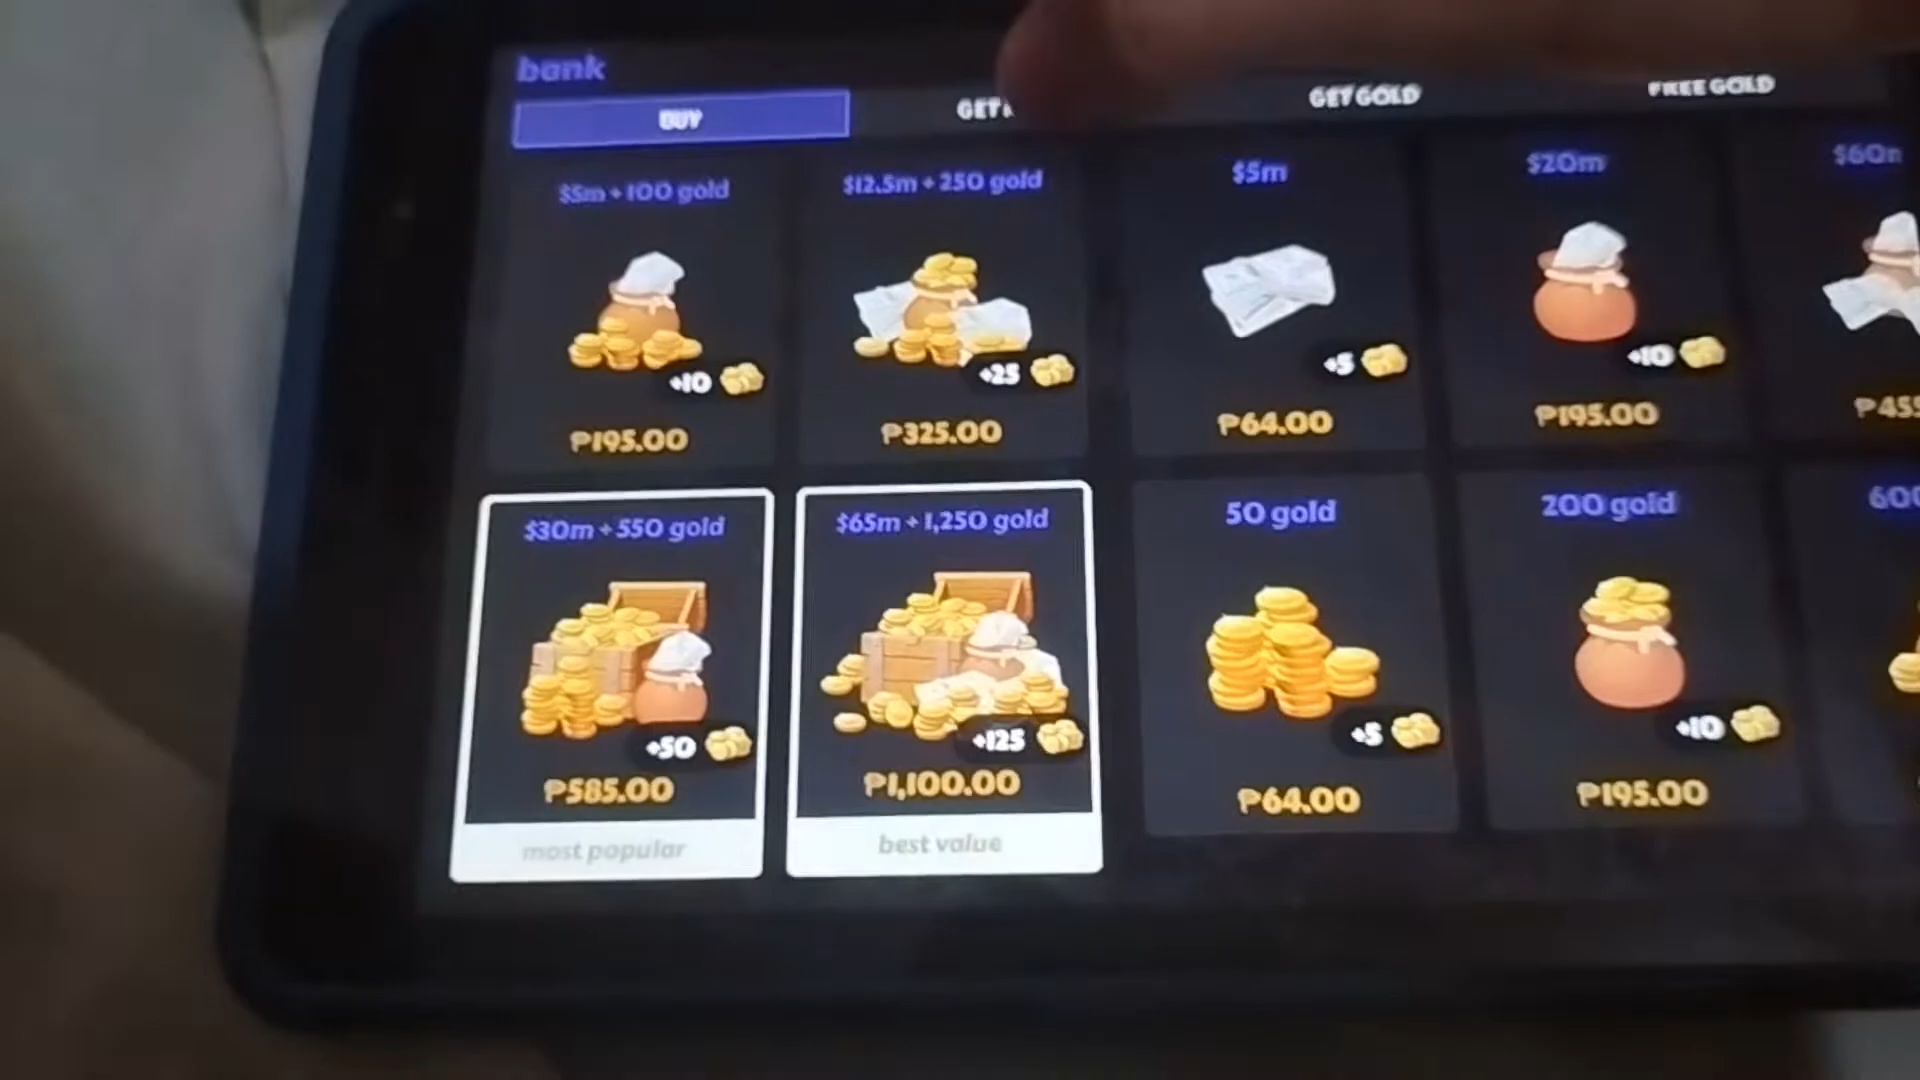 bank
BUY
GET GOLD
FREE GOLD
$5m + 100 gold
$12.5m + 250 gold
$5m
$20m
+10
+25
+5
+10
₱195.00
₱325.00
₱64.00
₱195.00
$30m + 550 gold
$65m + 1,250 gold
50 gold
200 gold
+50
+125
+5
+10
₱585.00
₱1,100.00
₱64.00
₱195.00
most popular
best value